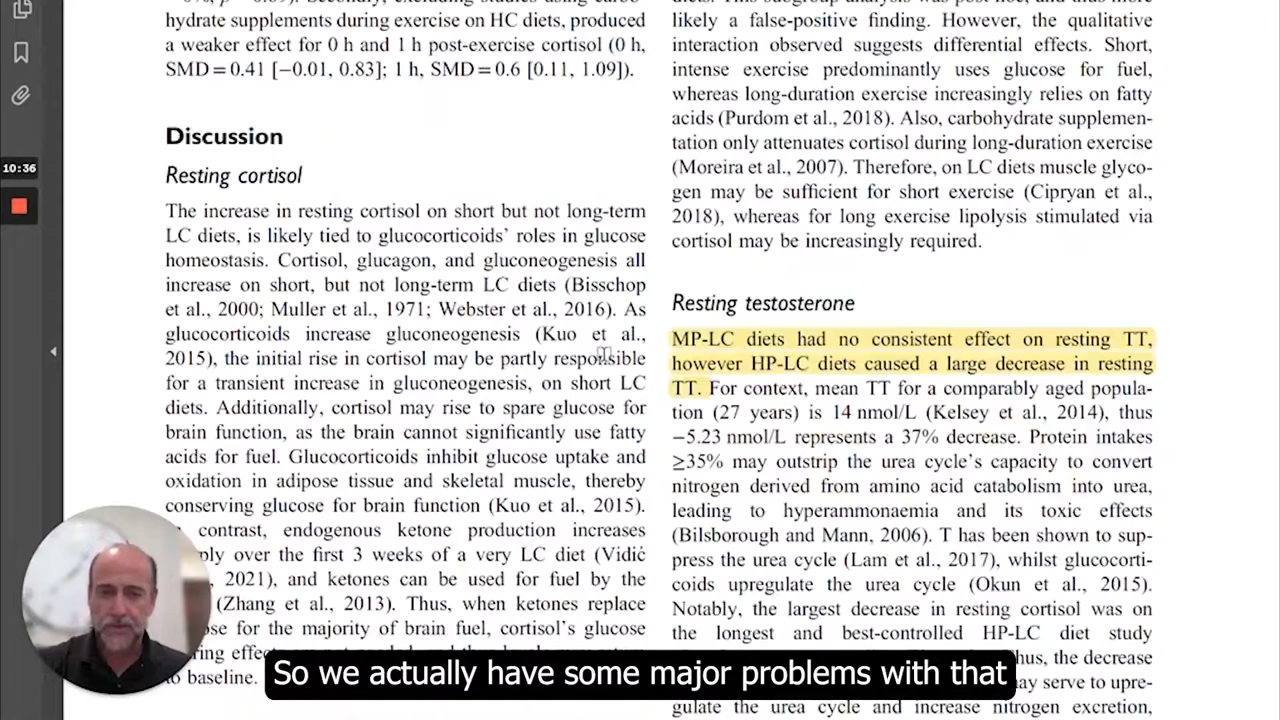 hydrate supplements during exercise on HC diets, produced
a weaker effect for 0 h and 1 h post-exercise cortisol (0 h,
SMD = 0.41 [−0.01, 0.83]; 1 h, SMD = 0.6 [0.11, 1.09]).
Discussion
Resting cortisol
The increase in resting cortisol on short but not long-term
LC diets, is likely tied to glucocorticoids' roles in glucose
homeostasis. Cortisol, glucagon, and gluconeogenesis all
increase on short, but not long-term LC diets (Bisschop
et al., 2000; Muller et al., 1971; Webster et al., 2016). As
glucocorticoids increase gluconeogenesis (Kuo et al.,
2015), the initial rise in cortisol may be partly responsible
for a transient increase in gluconeogenesis, on short LC
diets. Additionally, cortisol may rise to spare glucose for
brain function, as the brain cannot significantly use fatty
acids for fuel. Glucocorticoids inhibit glucose uptake and
oxidation in adipose tissue and skeletal muscle, thereby
conserving glucose for brain function (Kuo et al., 2015).
contrast, endogenous ketone production increases
over the first 3 weeks of a very LC diet (Vidić
2021), and ketones can be used for fuel by the
(Zhang et al., 2013). Thus, when ketones replace
for the majority of brain fuel, cortisol's glucose
baseline.
likely a false-positive finding. However, the qualitative
interaction observed suggests differential effects. Short,
intense exercise predominantly uses glucose for fuel,
whereas long-duration exercise increasingly relies on fatty
acids (Purdom et al., 2018). Also, carbohydrate supplemen-
tation only attenuates cortisol during long-duration exercise
(Moreira et al., 2007). Therefore, on LC diets muscle glyco-
gen may be sufficient for short exercise (Cipryan et al.,
2018), whereas for long exercise lipolysis stimulated via
cortisol may be increasingly required.
Resting testosterone
MP-LC diets had no consistent effect on resting TT,
however HP-LC diets caused a large decrease in resting
TT. For context, mean TT for a comparably aged popula-
tion (27 years) is 14 nmol/L (Kelsey et al., 2014), thus
−5.23 nmol/L represents a 37% decrease. Protein intakes
≥35% may outstrip the urea cycle's capacity to convert
nitrogen derived from amino acid catabolism into urea,
leading to hyperammonaemia and its toxic effects
(Bilsborough and Mann, 2006). T has been shown to sup-
press the urea cycle (Lam et al., 2017), whilst glucocorti-
coids upregulate the urea cycle (Okun et al., 2015).
Notably, the largest decrease in resting cortisol was on
the longest and best-controlled HP-LC diet study
the decrease
may serve to upre-
gulate the urea cycle and increase nitrogen excretion,
10:36
So we actually have some major problems with that